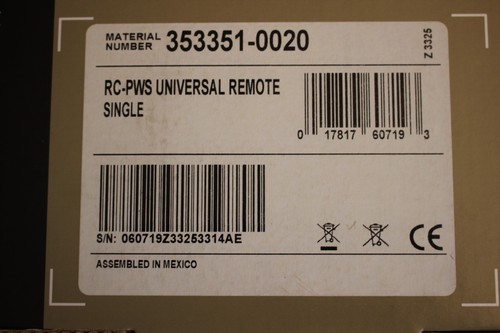 MATERIAL NUMBER 353351-0020
Z 3325
RC-PWS UNIVERSAL REMOTE
SINGLE
0 17817 60719 3
S/N: 060719Z33253314AE
CE
ASSEMBLED IN MEXICO